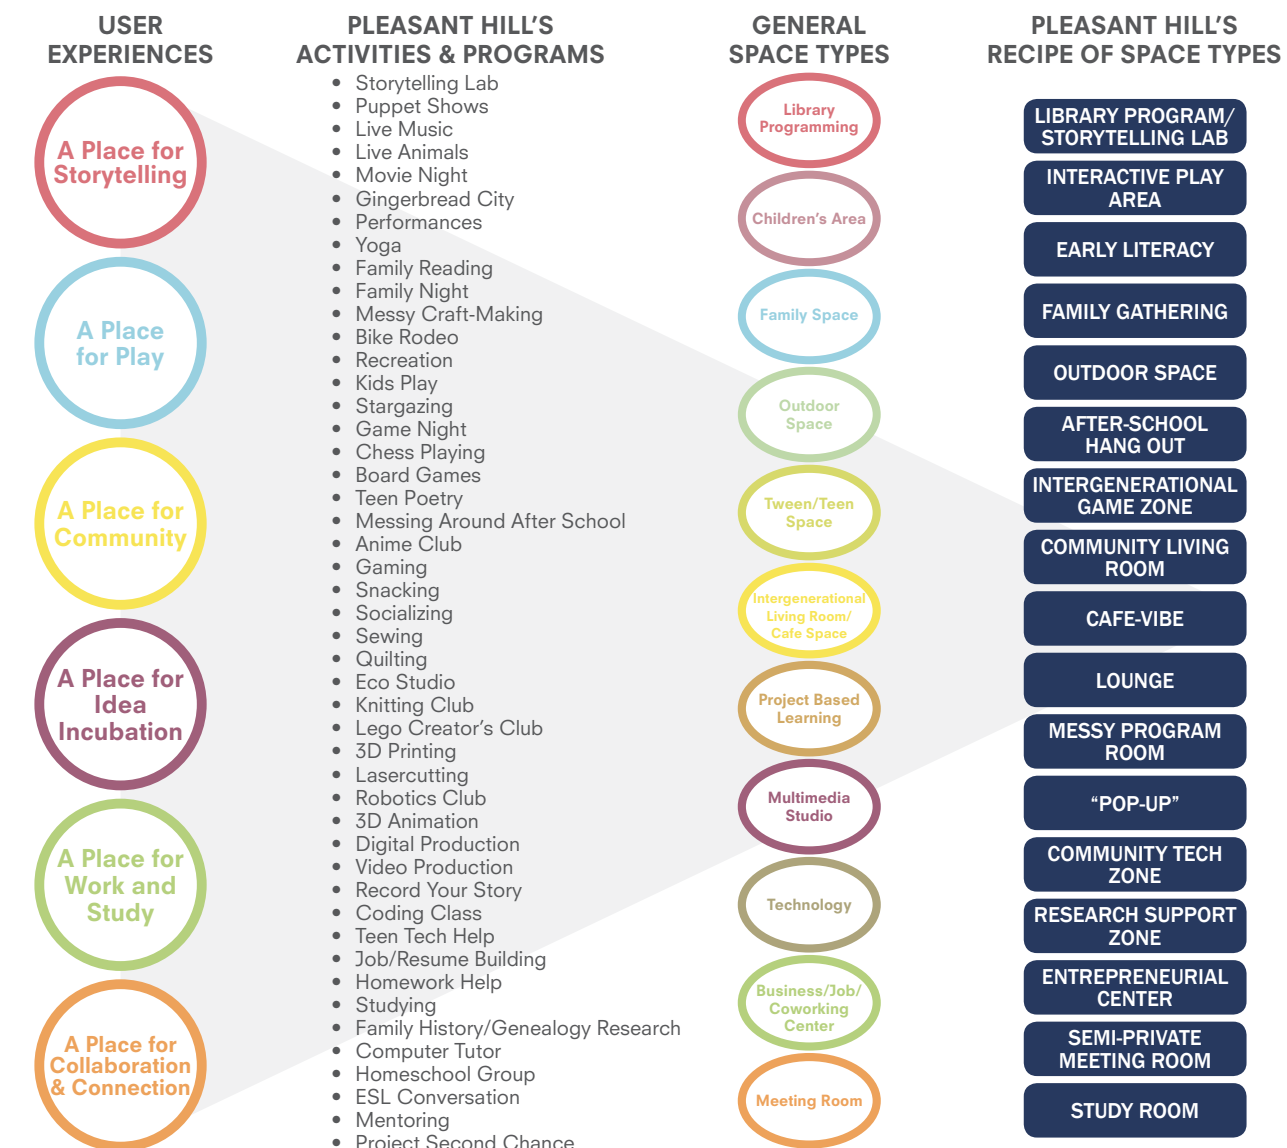 USER
EXPERIENCES
A Place for
Storytelling
A Place
for Play
A Place for
Community
A Place for
Idea
Incubation
A Place for
Work and
Study
A Place for
Collaboration
& Connection
PLEASANT HILL’S
ACTIVITIES & PROGRAMS
• Storytelling Lab
• Puppet Shows
• Live Music
• Live Animals
• Movie Night
• Gingerbread City
• Performances
• Yoga
• Family Reading
• Family Night
• Messy Craft-Making
• Bike Rodeo
• Recreation
• Kids Play
• Stargazing
• Game Night
• Chess Playing
• Board Games
• Teen Poetry
• Messing Around After School
• Anime Club
• Gaming
• Snacking
• Socializing
• Sewing
• Quilting
• Eco Studio
• Knitting Club
• Lego Creator’s Club
• 3D Printing
• Lasercutting
• Robotics Club
• 3D Animation
• Digital Production
• Video Production
• Record Your Story
• Coding Class
• Teen Tech Help
• Job/Resume Building
• Homework Help
• Studying
• Family History/Genealogy Research
• Computer Tutor
• Homeschool Group
• ESL Conversation
• Mentoring
• Project Second Chance
GENERAL
SPACE TYPES
Library
Programming
Children’s Area
Family Space
Outdoor
Space
Tween/Teen
Space
Intergenerational
Living Room/
Cafe Space
Project Based
Learning
Multimedia
Studio
Technology
Business/Job/
Coworking
Center
Meeting Room
PLEASANT HILL’S
RECIPE OF SPACE TYPES
LIBRARY PROGRAM/
STORYTELLING LAB
INTERACTIVE PLAY
AREA
EARLY LITERACY
FAMILY GATHERING
OUTDOOR SPACE
AFTER-SCHOOL
HANG OUT
INTERGENERATIONAL
GAME ZONE
COMMUNITY LIVING
ROOM
CAFE-VIBE
LOUNGE
MESSY PROGRAM
ROOM
“POP-UP”
COMMUNITY TECH
ZONE
RESEARCH SUPPORT
ZONE
ENTREPRENEURIAL
CENTER
SEMI-PRIVATE
MEETING ROOM
STUDY ROOM